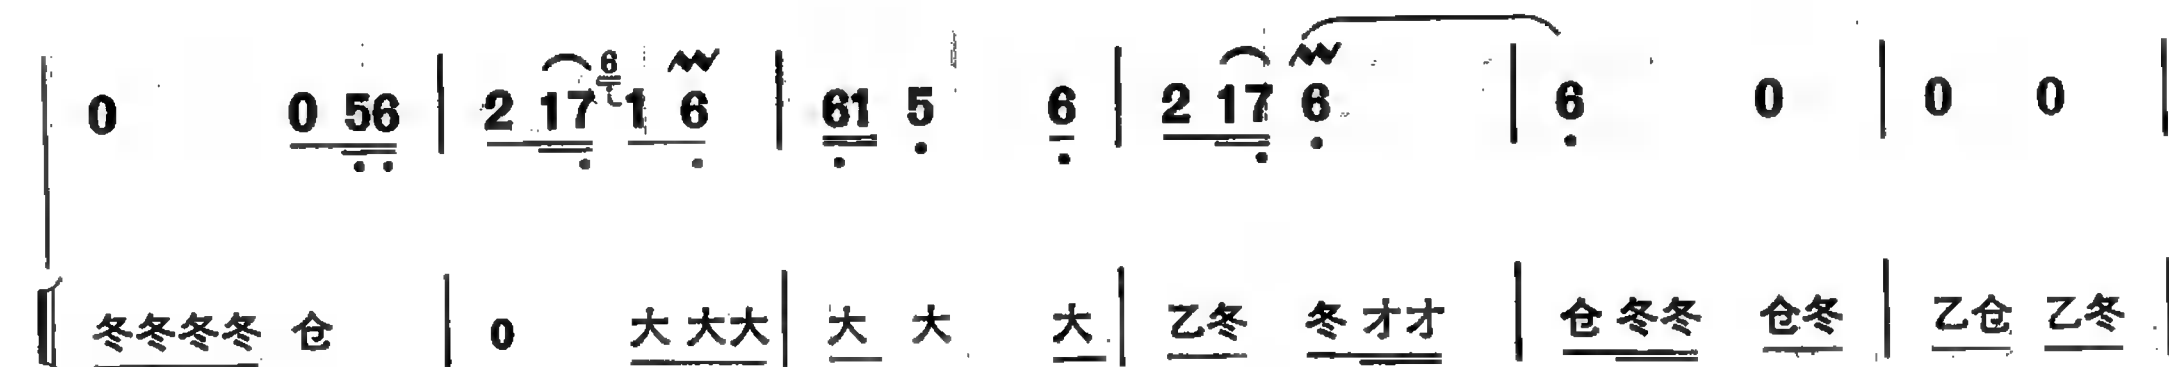 0 0 56 | 2 17 6 1 6 | 61 5 6 | 2 17 6 | 6 0 | 0 0 |
冬冬冬冬 仓 | 0 大 大大 | 大 大 大 | 乙冬 冬 才才 | 仓 冬冬 仓冬 | 乙仓 乙冬 |